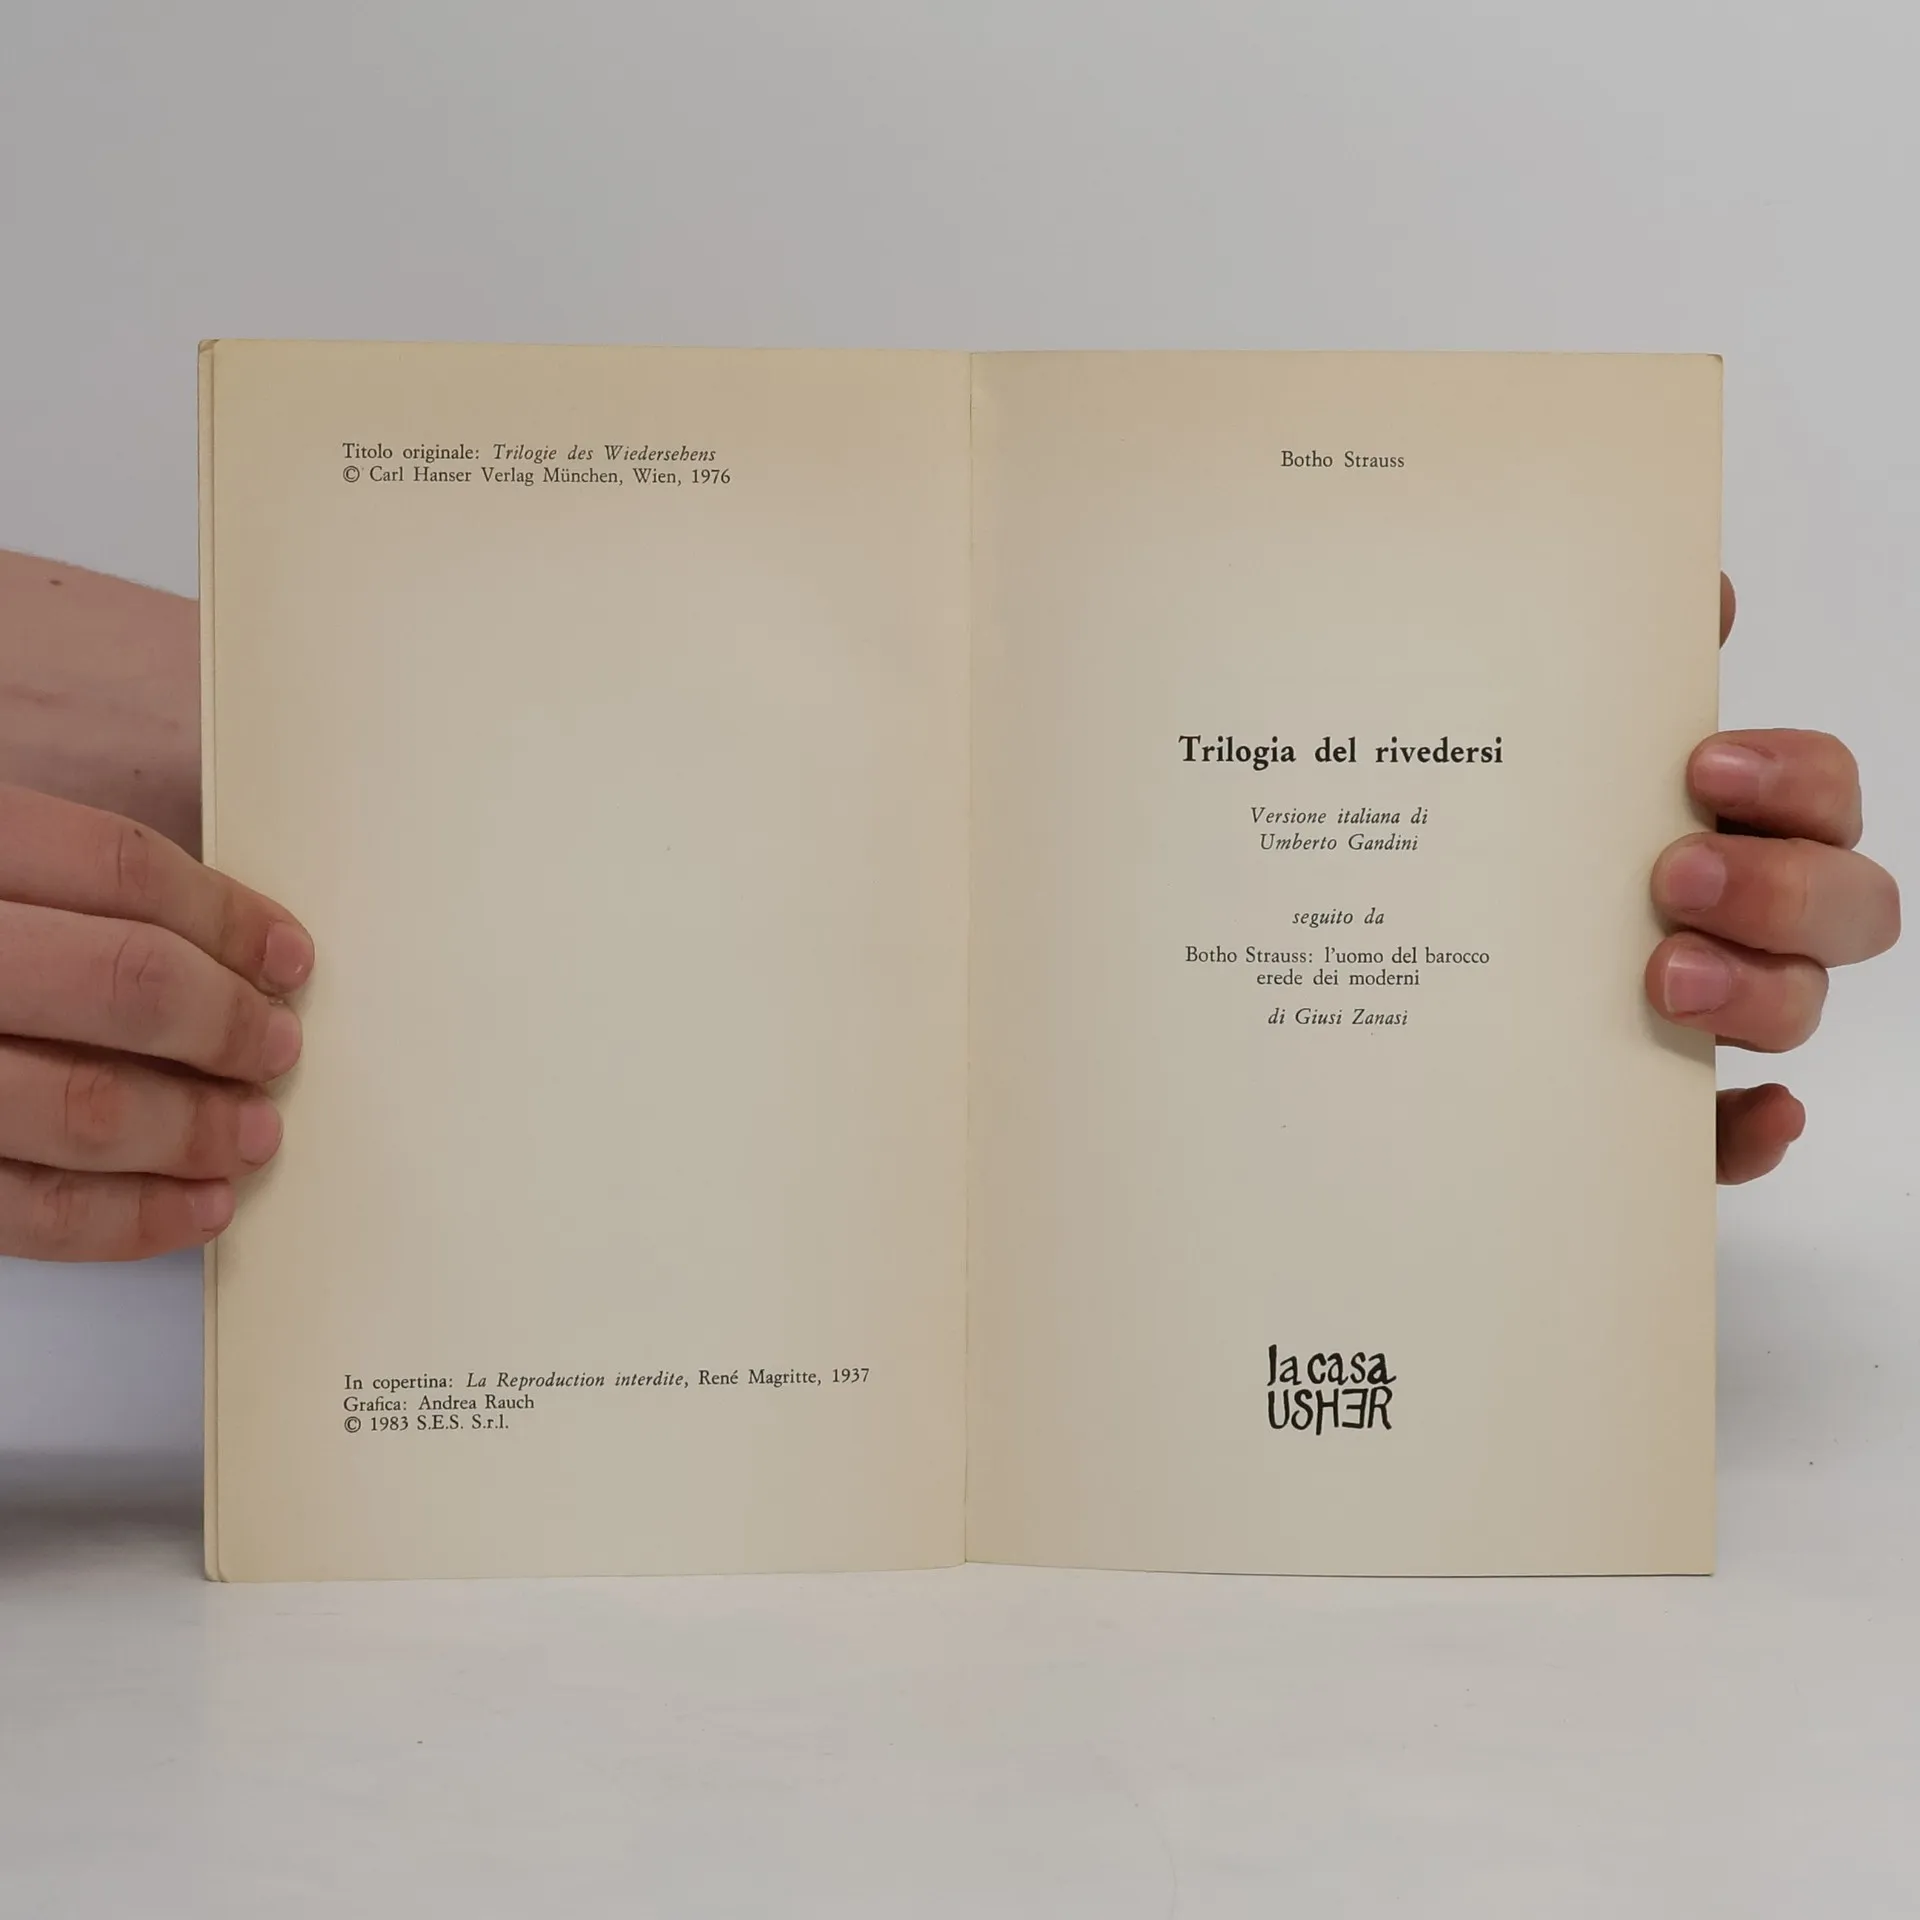 Titolo originale: Trilogie des Wiedersehens
© Carl Hanser Verlag München, Wien, 1976
In copertina: La Reproduction interdite, René Magritte, 1937
Grafica: Andrea Rauch
© 1983 S.E.S. S.r.l.
Botho Strauss
Trilogia del rivedersi
Versione italiana di
Umberto Gandini
seguito da
Botho Strauss: l'uomo del barocco
erede dei moderni
di Giusi Zanasi
la casa
USHER